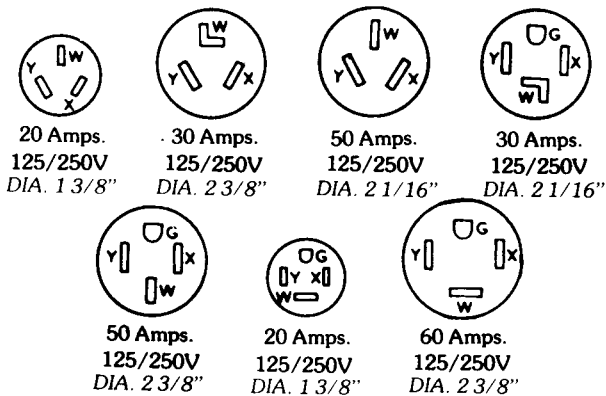 W
Y
X
20 Amps.
125/250V
DIA. 1 3/8"
W
Y
X
30 Amps.
125/250V
DIA. 2 3/8"
W
Y
X
50 Amps.
125/250V
DIA. 2 1/16"
G
Y
X
W
30 Amps.
125/250V
DIA. 2 1/16"
G
Y
X
W
50 Amps.
125/250V
DIA. 2 3/8"
G
Y X
W
20 Amps.
125/250V
DIA. 1 3/8"
G
Y
X
W
60 Amps.
125/250V
DIA. 2 3/8"